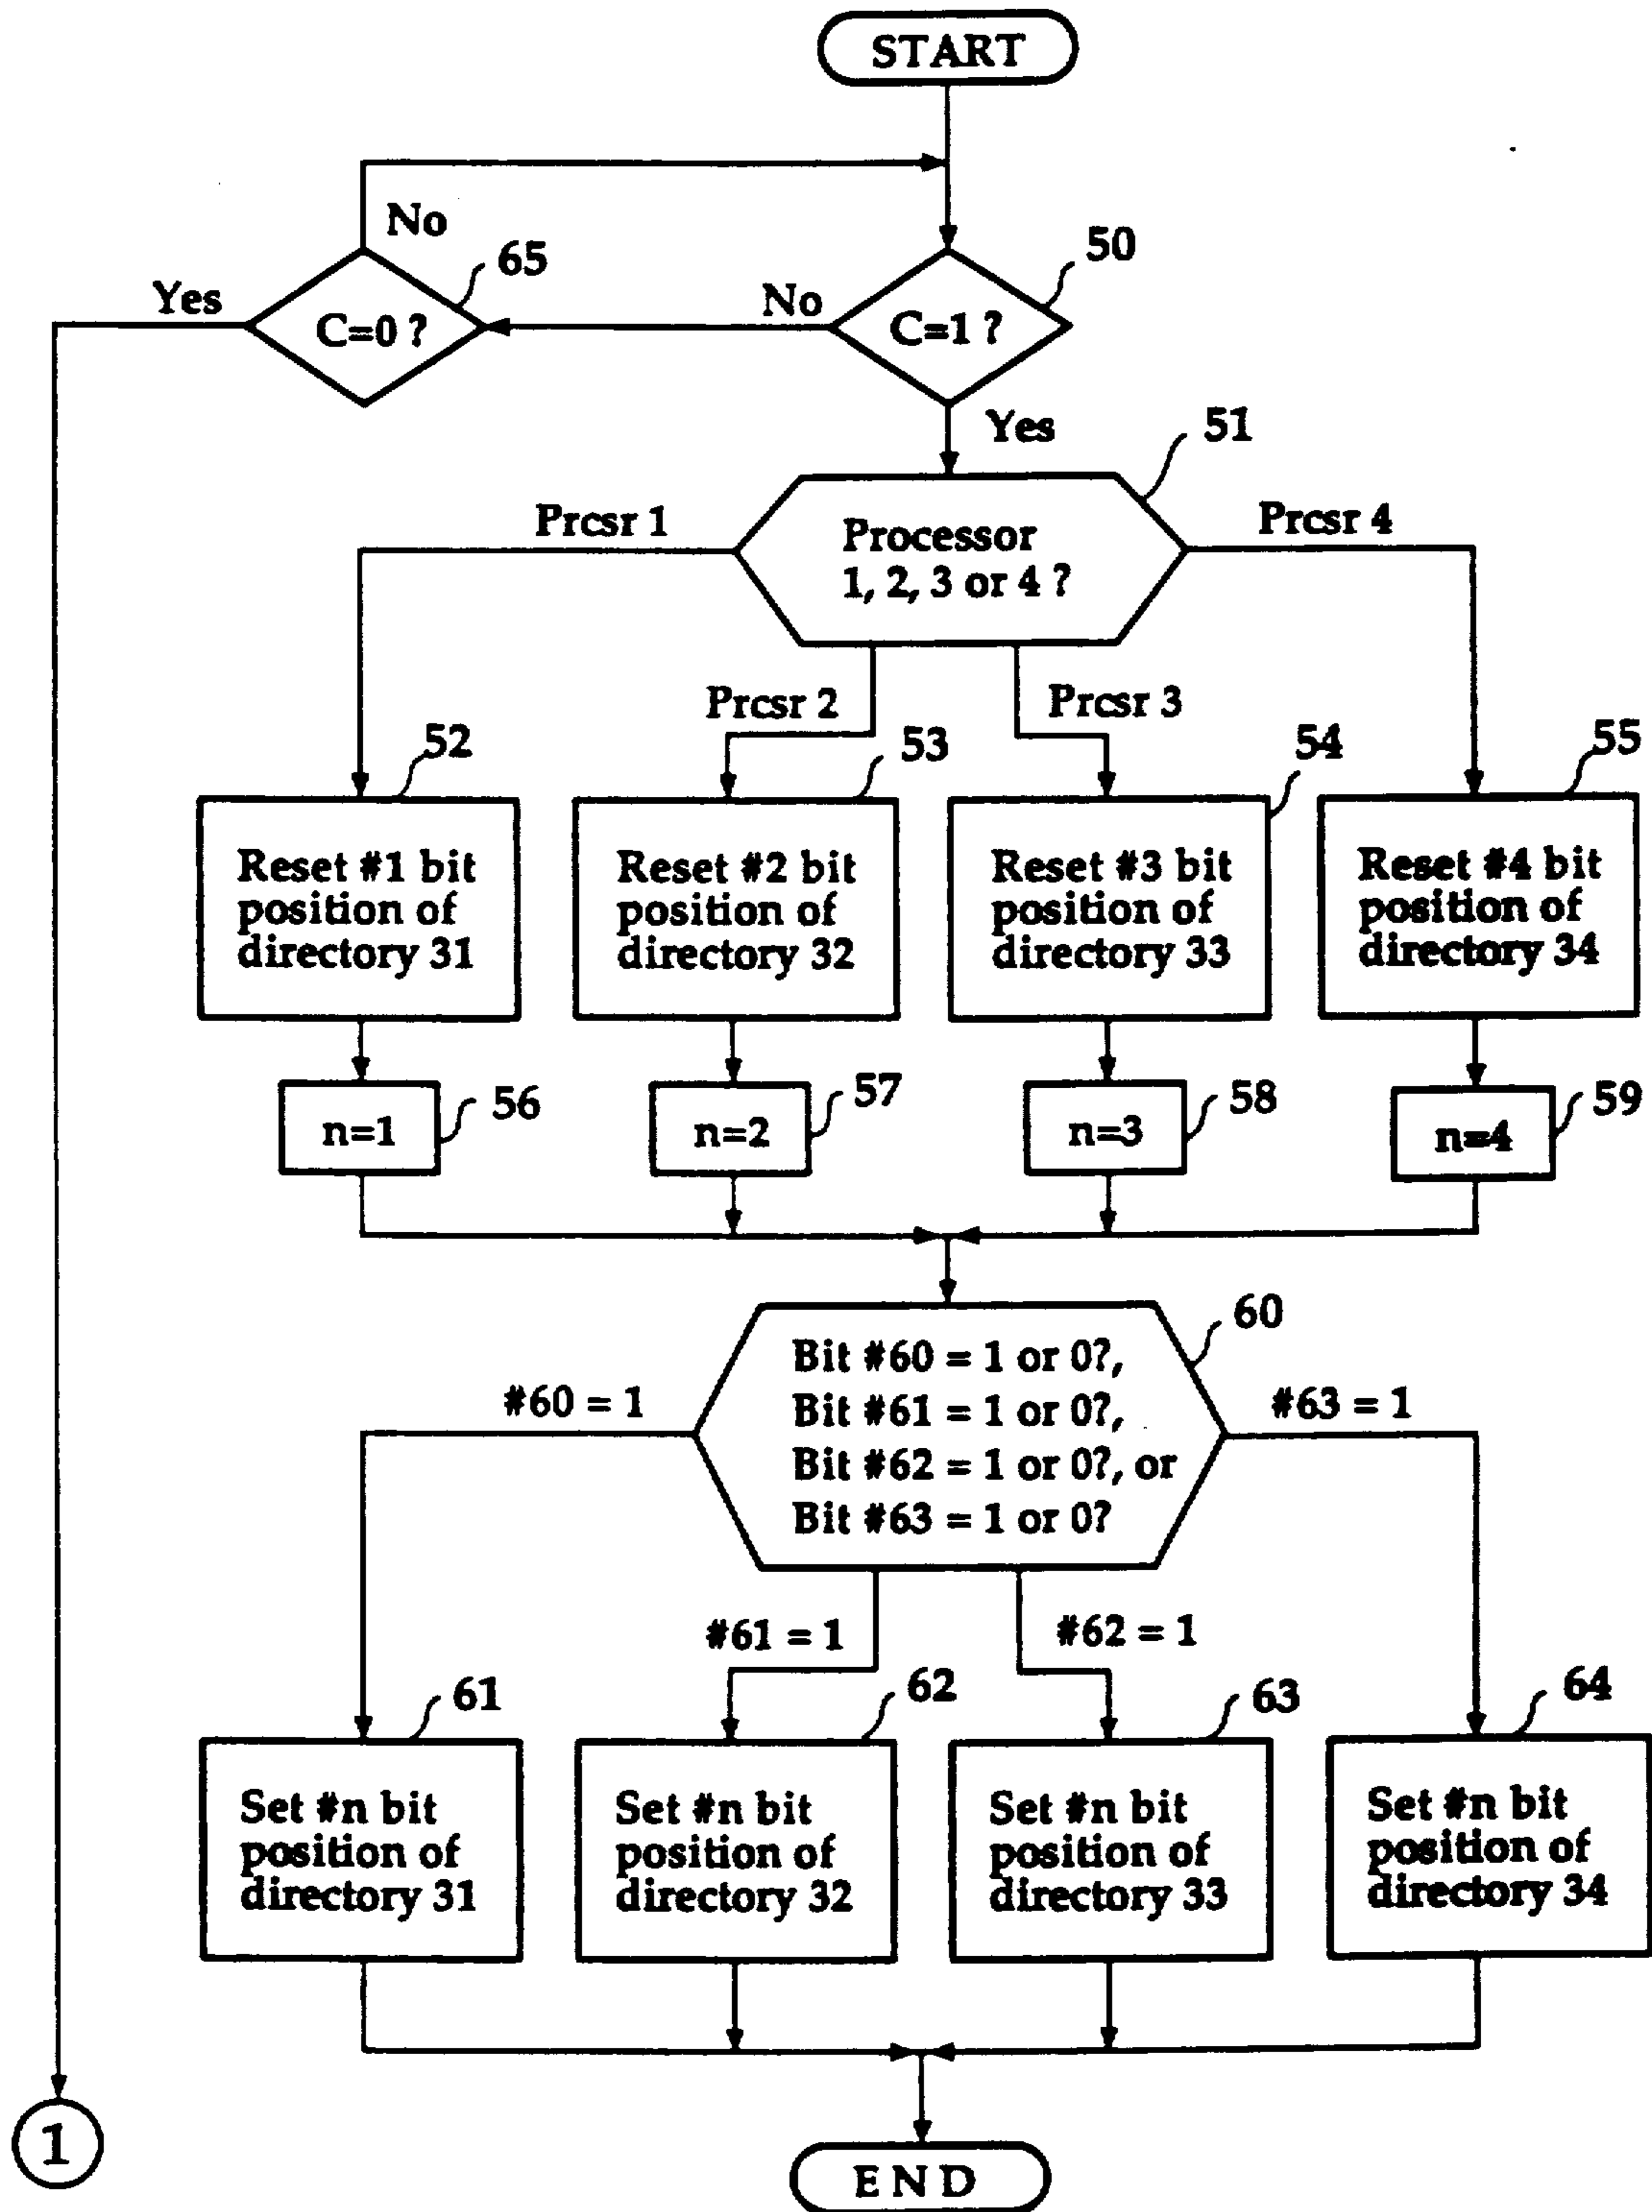 START
No
65
50
Yes
No
C=0 ?
C=1 ?
Yes
51
Prcsr 1
Prcsr 4
Processor
1, 2, 3 or 4 ?
Prcsr 2
Prcsr 3
52
53
54
55
Reset #1 bit
position of
directory 31
Reset #2 bit
position of
directory 32
Reset #3 bit
position of
directory 33
Reset #4 bit
position of
directory 34
n=1
56
n=2
57
n=3
58
n=4
59
60
Bit #60 = 1 or 0?,
Bit #61 = 1 or 0?,
Bit #62 = 1 or 0?, or
Bit #63 = 1 or 0?
#60 = 1
#63 = 1
#61 = 1
#62 = 1
61
62
63
64
Set #n bit
position of
directory 31
Set #n bit
position of
directory 32
Set #n bit
position of
directory 33
Set #n bit
position of
directory 34
1
END